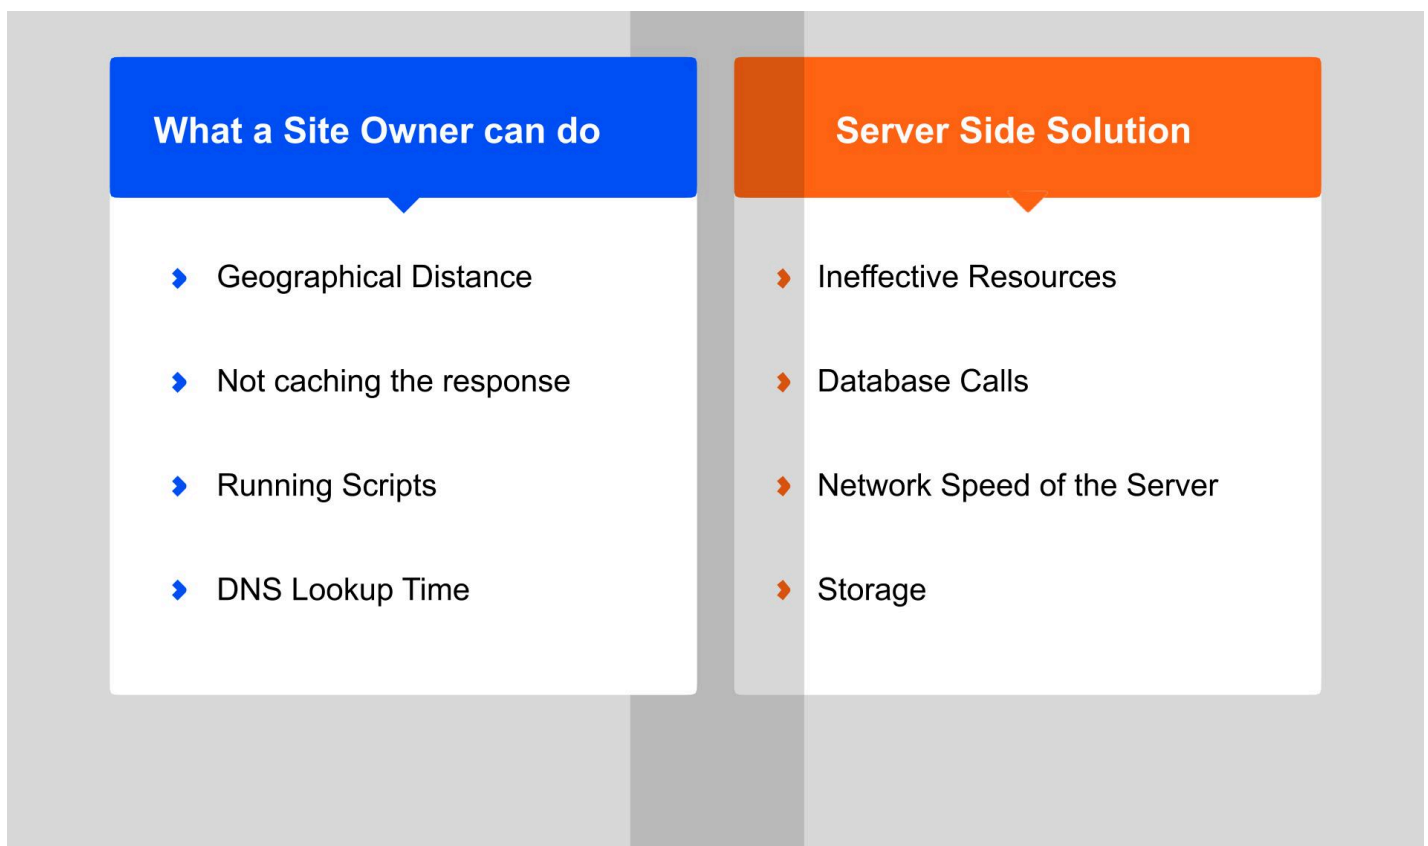 What a Site Owner can do
Geographical Distance
Not caching the response
Running Scripts
DNS Lookup Time
Server Side Solution
Ineffective Resources
Database Calls
Network Speed of the Server
Storage